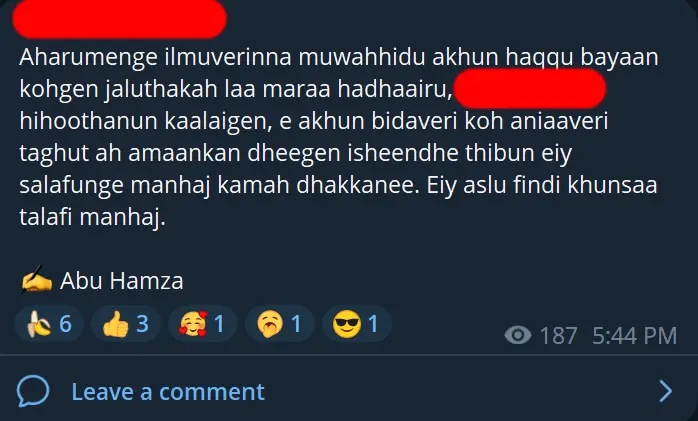 Aharumenge ilmuverinna muwahhidu akhun haqqu bayaan
kohgen jaluthakah laa maraa hadhaairu,
hihoothanun kaalaigen, e akhun bidaveri koh aniaaveri
taghut ah amaankan dheegen isheendhe thibun eiy
salafunge manhaj kamah dhakkanee. Eiy aslu findi khunsaa
talafi manhaj.
✍️ Abu Hamza
🍌 6 👍 3 🥰 1 🥱 1 😎 1
187 5:44 PM
Leave a comment